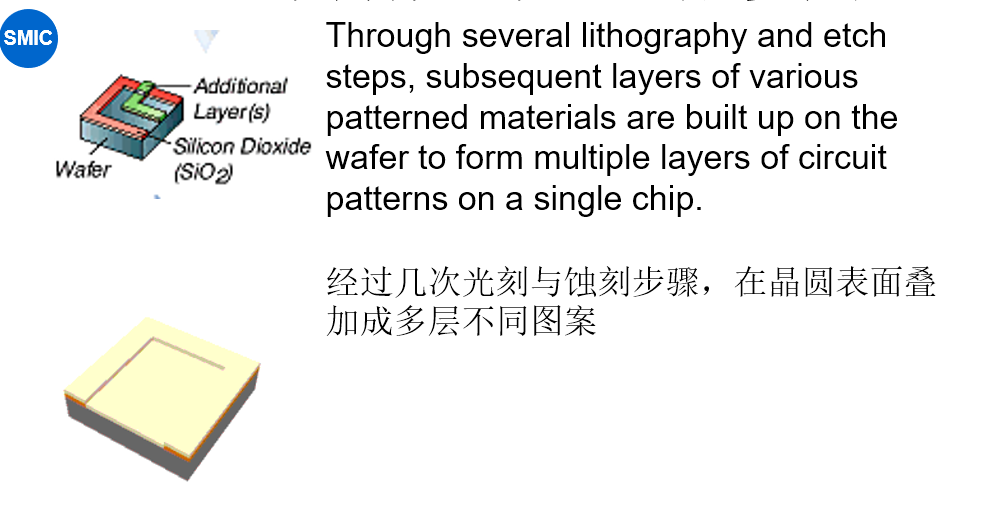 SMIC
Through several lithography and etch
steps, subsequent layers of various
patterned materials are built up on the
wafer to form multiple layers of circuit
patterns on a single chip.
Additional
Layer(s)
Silicon Dioxide
(SiO2)
Wafer
经过几次光刻与蚀刻步骤，在晶圆表面叠
加成多层不同图案